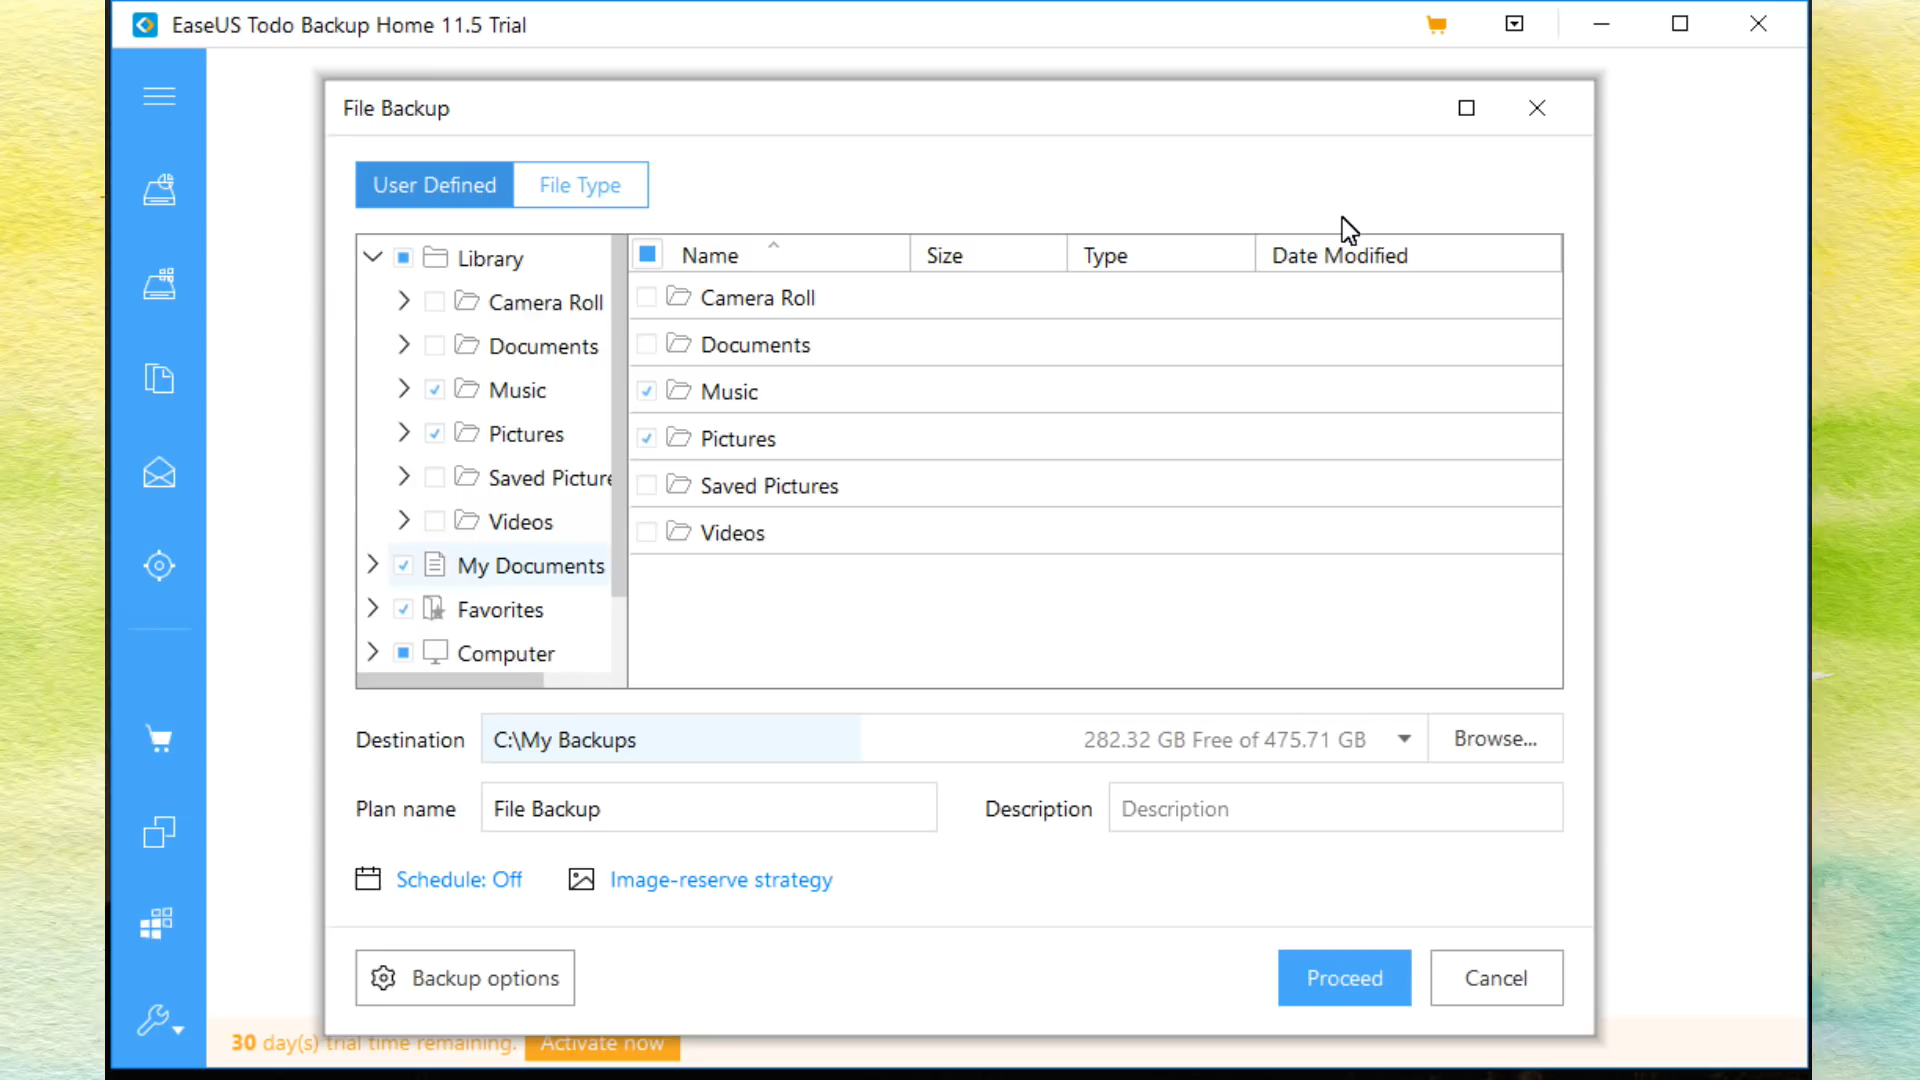 EaseUS Todo Backup Home 11.5 Trial
File Backup
User Defined File Type
Library
Camera Roll
Documents
Music
Pictures
Saved Picture
Videos
My Documents
Favorites
Computer
Name Size Type Date Modified
Camera Roll
Documents
Music
Pictures
Saved Pictures
Videos
Destination C:\My Backups 282.32 GB Free of 475.71 GB Browse...
Plan name File Backup Description Description
Schedule: Off Image-reserve strategy
Backup options Proceed Cancel
30 day(s) trial time remaining. Activate now